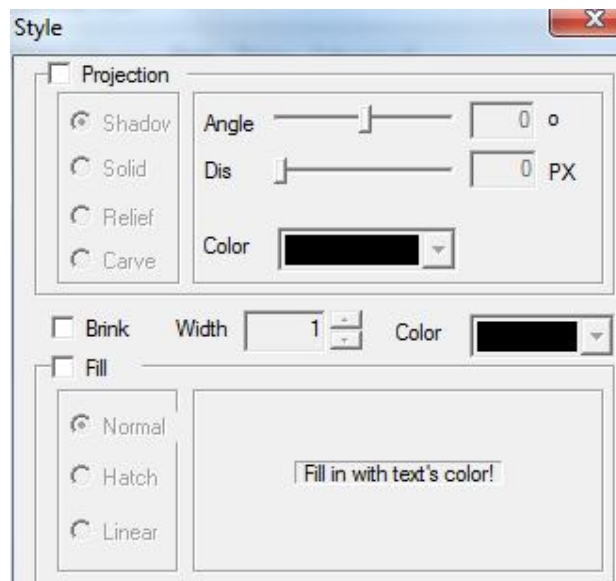 Style
Projection
Shadov
Angle 0 o
Solid
Dis 0 PX
Relief
Carve
Color
Brink Width 1 Color
Fill
Normal
Hatch
Fill in with text's color!
Linear